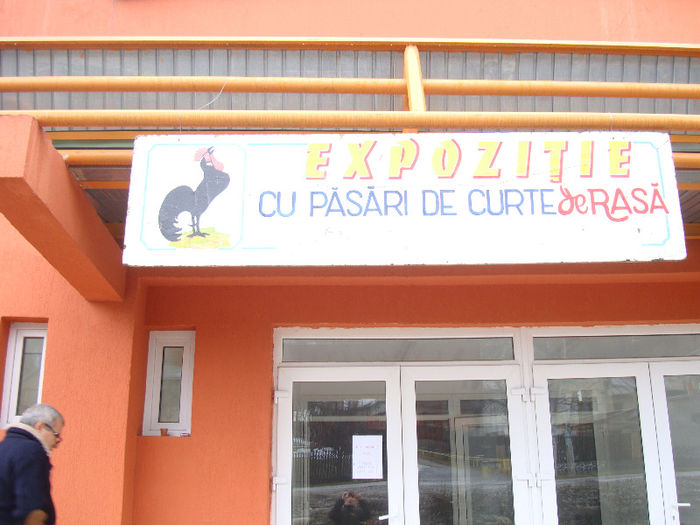 EXPOZIȚIE
CU PĂSĂRI DE CURTE de RASĂ